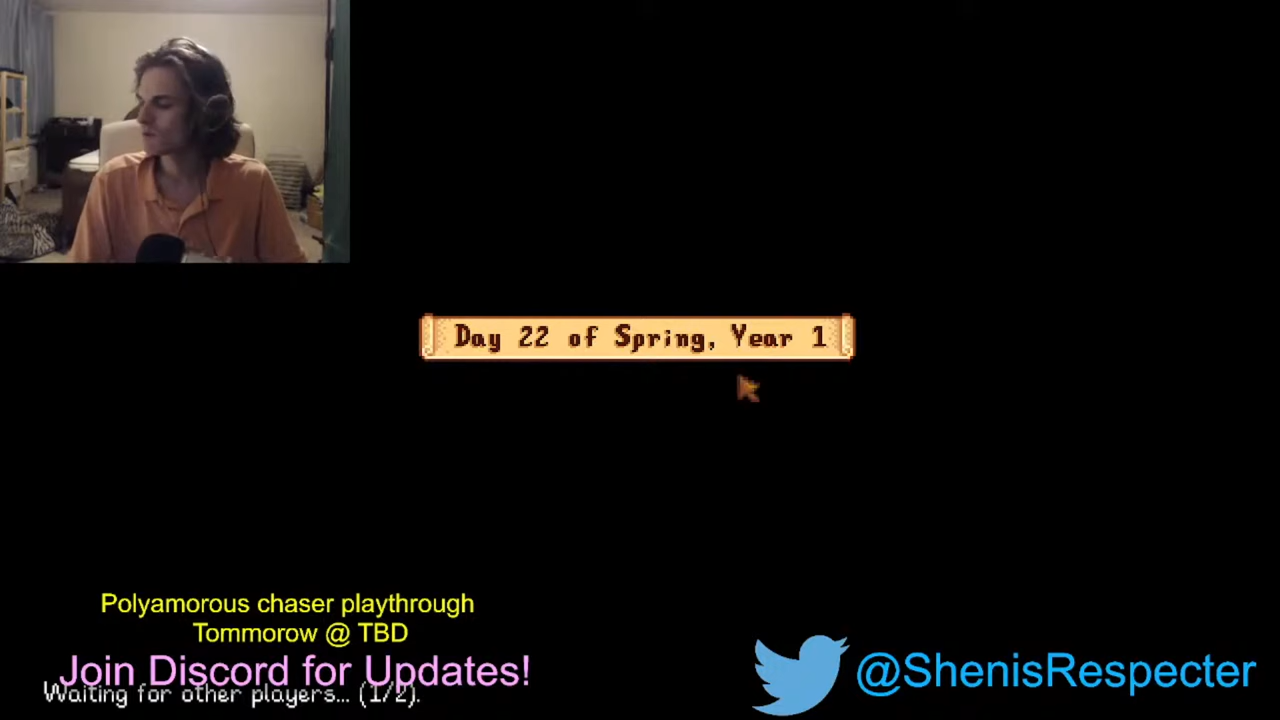 Day 22 of Spring, Year 1
Polyamorous chaser playthrough
Tommorow @ TBD
Join Discord for Updates!
Waiting for other players... (1/2).
@ShenisRespecter